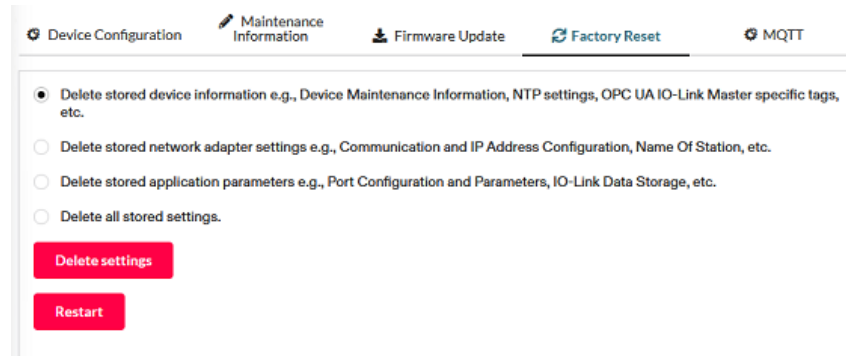 Device Configuration
Maintenance
Information
Firmware Update
Factory Reset
MQTT
Delete stored device information e.g., Device Maintenance Information, NTP settings, OPC UA IO-Link Master specific tags,
etc.
Delete stored network adapter settings e.g., Communication and IP Address Configuration, Name Of Station, etc.
Delete stored application parameters e.g., Port Configuration and Parameters, IO-Link Data Storage, etc.
Delete all stored settings.
Delete settings
Restart